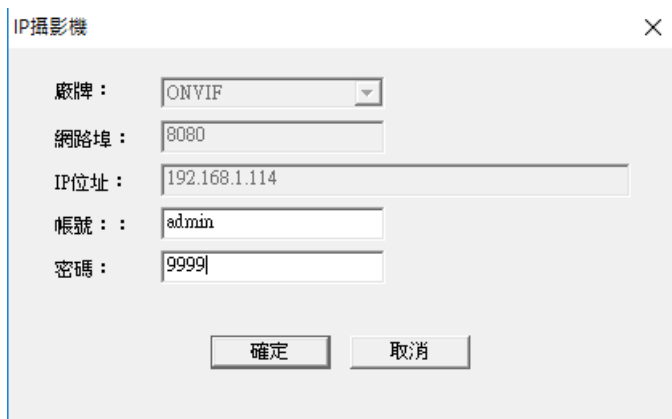 IP攝影機
廠牌： ONVIF
網路埠： 8080
IP位址： 192.168.1.114
帳號：： admin
密碼： 9999
確定 取消